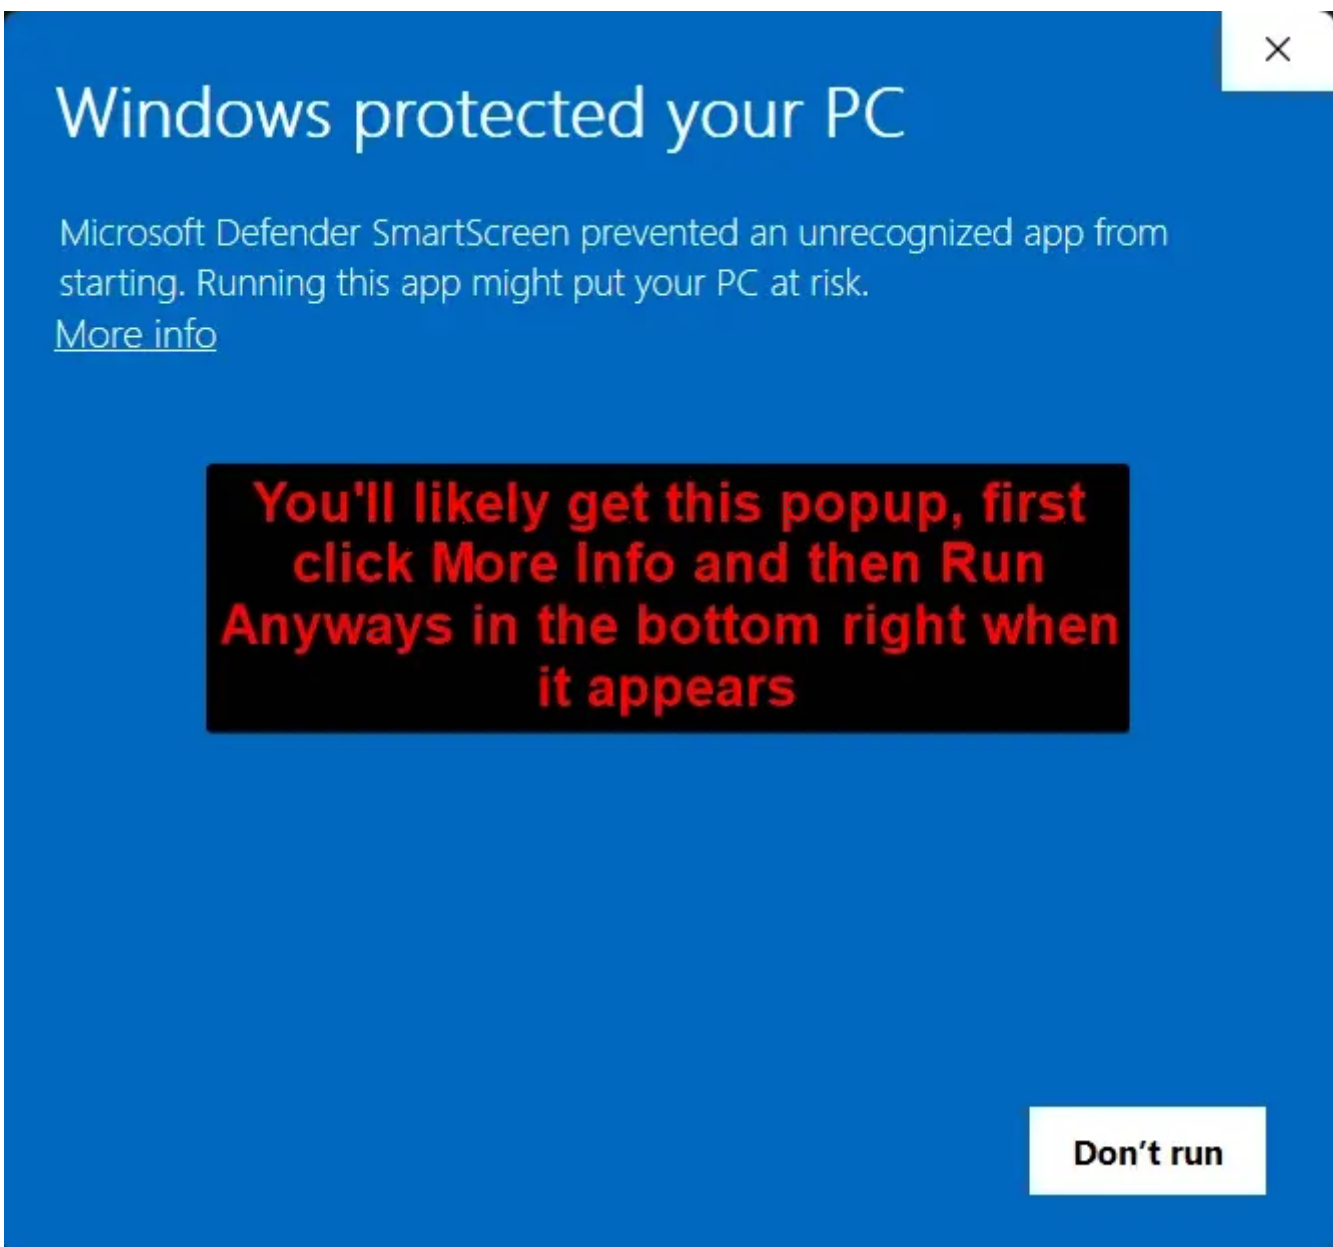 Windows protected your PC
Microsoft Defender SmartScreen prevented an unrecognized app from
starting. Running this app might put your PC at risk.
More info
You'll likely get this popup, first
click More Info and then Run
Anyways in the bottom right when
it appears
Don't run